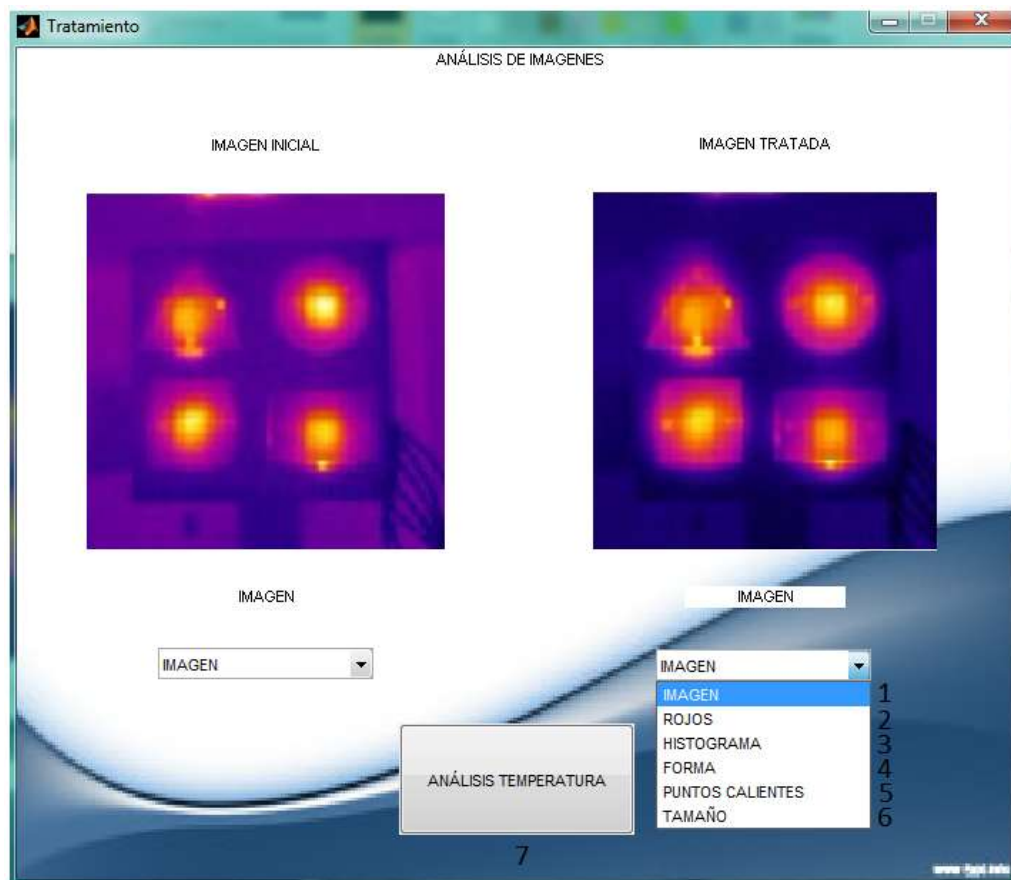 Tratamiento
ANÁLISIS DE IMAGENES
IMAGEN INICIAL
IMAGEN TRATADA
IMAGEN
IMAGEN
IMAGEN
IMAGEN
IMAGEN 1
ROJOS 2
HISTOGRAMA 3
FORMA 4
PUNTOS CALIENTES 5
TAMAÑO 6
ANÁLISIS TEMPERATURA
7